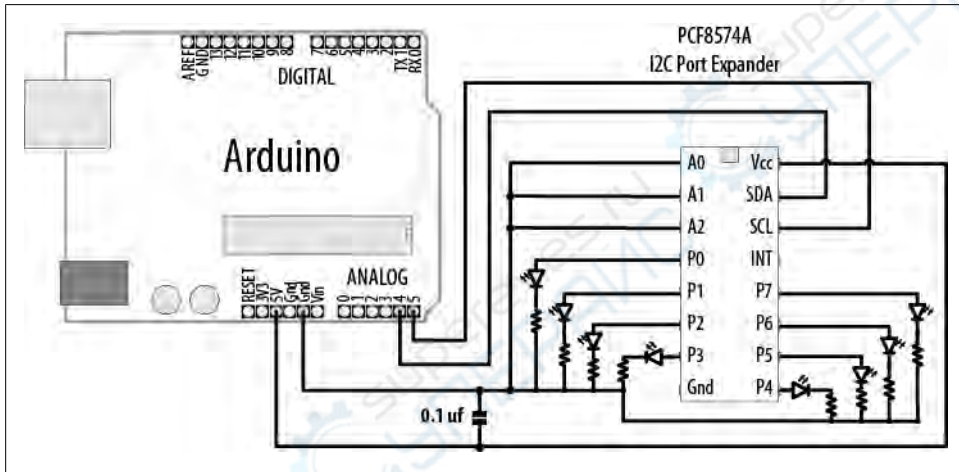 PCF8574A
I2C Port Expander
AREF
GND
13
12
11
10
9
8
7
6
5
4
3
2
TX 1
RX 0
DIGITAL
Arduino
ANALOG
RESET
3V3
5V
Gnd
Gnd
Vin
0
1
2
3
4
5
A0 Vcc
A1 SDA
A2 SCL
P0 INT
P1 P7
P2 P6
P3 P5
Gnd P4
0.1 uf
superares.ru